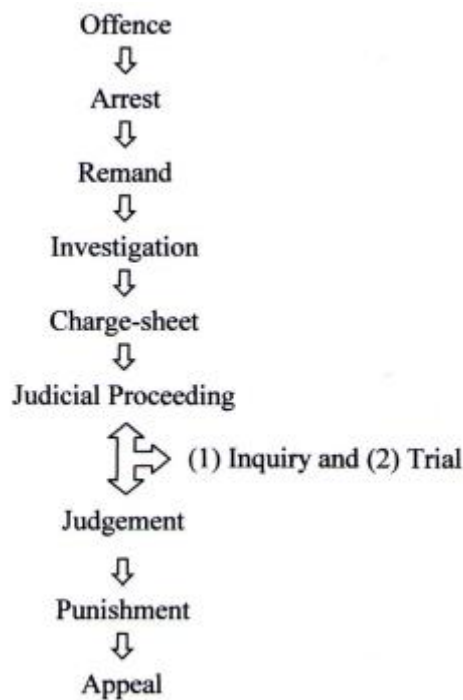 Offence
Arrest
Remand
Investigation
Charge-sheet
Judicial Proceeding
(1) Inquiry and (2) Trial
Judgement
Punishment
Appeal